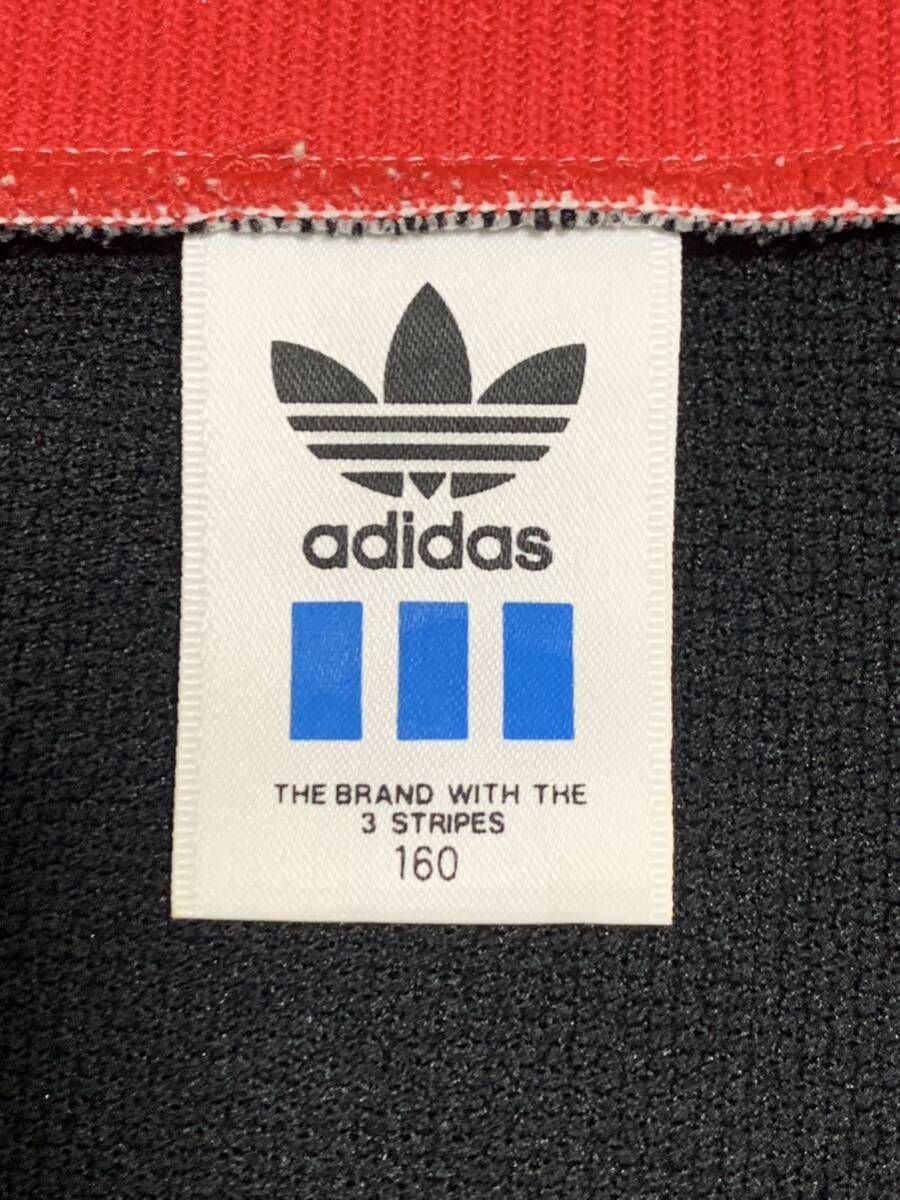 adidas
THE BRAND WITH THE
3 STRIPES
160